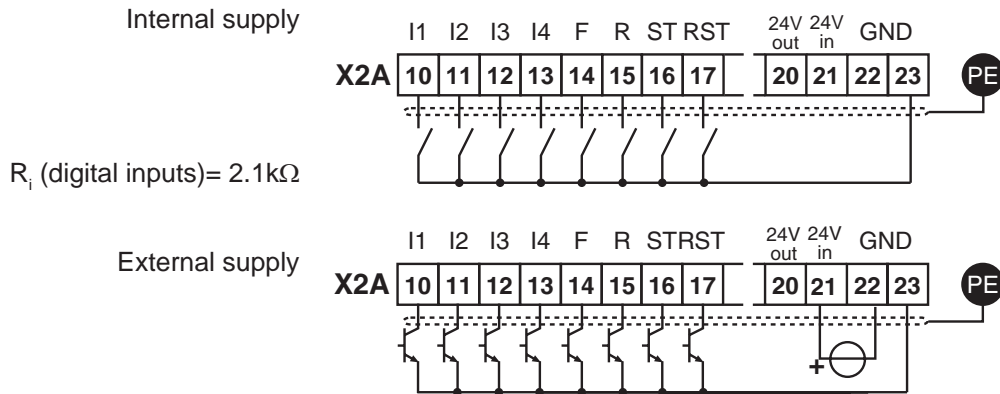 Internal supply
I1 I2 I3 I4 F R ST RST 24V out 24V in GND
X2A 10 11 12 13 14 15 16 17 20 21 22 23 PE
Ri (digital inputs)= 2.1kΩ
External supply
I1 I2 I3 I4 F R STRST 24V out 24V in GND
X2A 10 11 12 13 14 15 16 17 20 21 22 23 PE
+